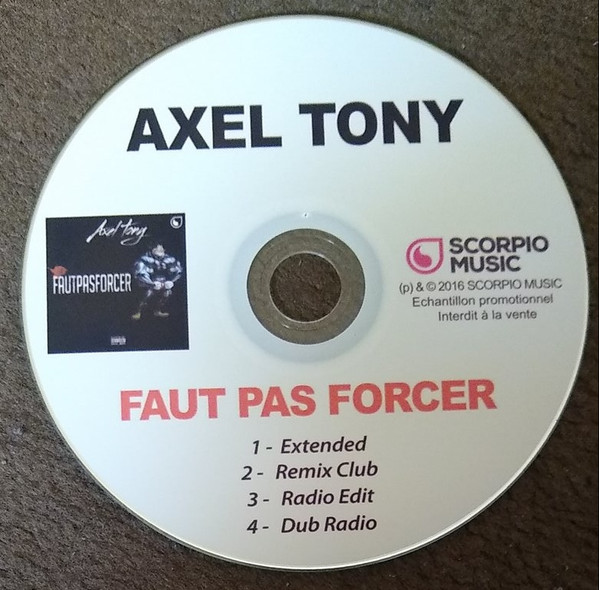 AXEL TONY
Axel Tony
FAUTPASFORCER
SCORPIO
MUSIC
(p) & © 2016 SCORPIO MUSIC
Echantillon promotionnel
Interdit à la vente
FAUT PAS FORCER
1 - Extended
2 - Remix Club
3 - Radio Edit
4 - Dub Radio